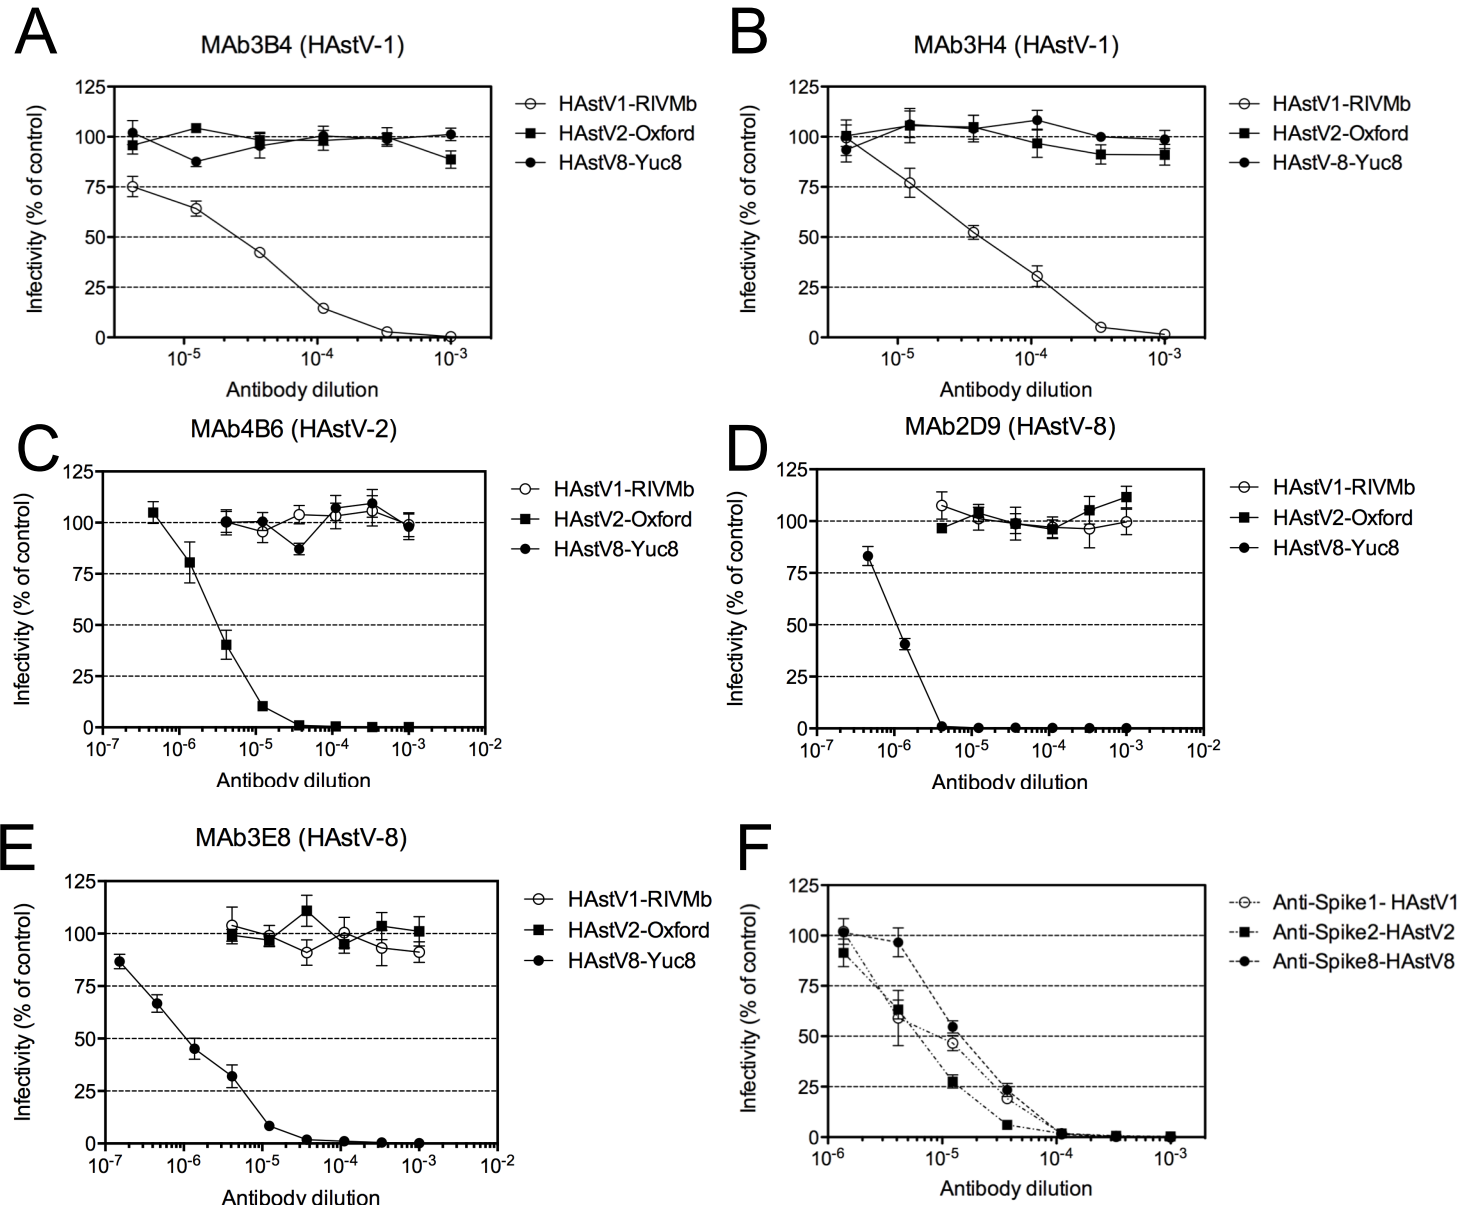 A
MAb3B4 (HAstV-1)
Infectivity (% of control)
125
100
75
50
25
0
10-5
10-4
10-3
Antibody dilution
HAstV1-RIVMb
HAstV2-Oxford
HAstV8-Yuc8
B
MAb3H4 (HAstV-1)
Infectivity (% of control)
125
100
75
50
25
0
10-5
10-4
10-3
Antibody dilution
HAstV1-RIVMb
HAstV2-Oxford
HAstV-8-Yuc8
C
MAb4B6 (HAstV-2)
Infectivity (% of control)
125
100
75
50
25
0
10-7
10-6
10-5
10-4
10-3
10-2
Antibody dilution
HAstV1-RIVMb
HAstV2-Oxford
HAstV8-Yuc8
D
MAb2D9 (HAstV-8)
Infectivity (% of control)
125
100
75
50
25
0
10-7
10-6
10-5
10-4
10-3
10-2
Antibody dilution
HAstV1-RIVMb
HAstV2-Oxford
HAstV8-Yuc8
E
MAb3E8 (HAstV-8)
Infectivity (% of control)
125
100
75
50
25
0
10-7
10-6
10-5
10-4
10-3
10-2
Antibody dilution
HAstV1-RIVMb
HAstV2-Oxford
HAstV8-Yuc8
F
Infectivity (% of control)
125
100
75
50
25
0
10-6
10-5
10-4
10-3
Antibody dilution
Anti-Spike1- HAstV1
Anti-Spike2-HAstV2
Anti-Spike8-HAstV8